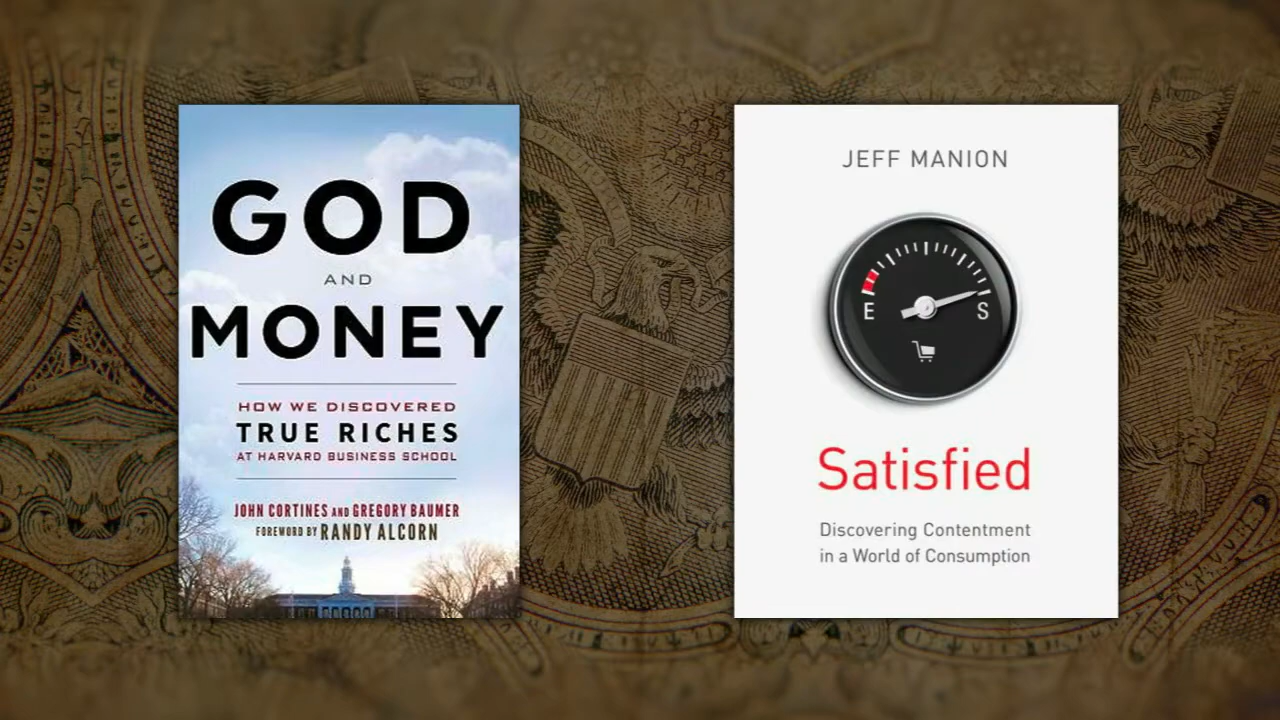 GOD
AND
MONEY
HOW WE DISCOVERED
TRUE RICHES
AT HARVARD BUSINESS SCHOOL
JOHN CORTINES AND GREGORY BAUMER
FOREWORD BY RANDY ALCORN
JEFF MANION
E S
Satisfied
Discovering Contentment
in a World of Consumption